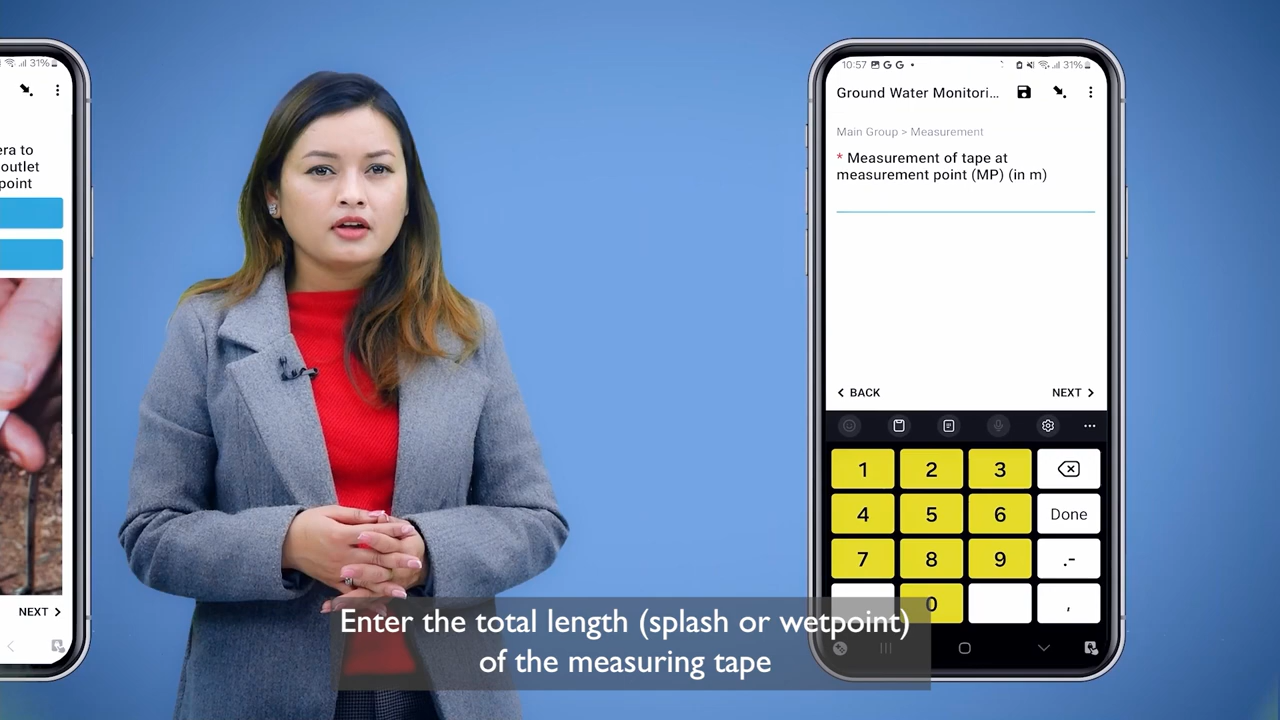 31%
era to
outlet
point
NEXT >
10:57 G G • 31%
Ground Water Monitori...
Main Group > Measurement
* Measurement of tape at
measurement point (MP) (in m)
< BACK NEXT >
1 2 3
4 5 6 Done
7 8 9 .-
0 ,
Enter the total length (splash or wetpoint)
of the measuring tape